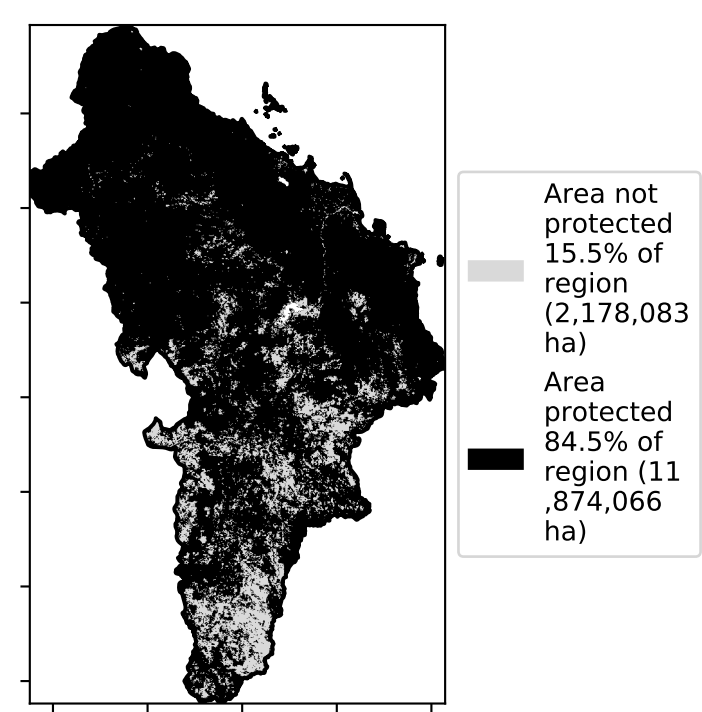 Area not
protected
15.5% of
region
(2,178,083
ha)
Area
protected
84.5% of
region (11
,874,066
ha)